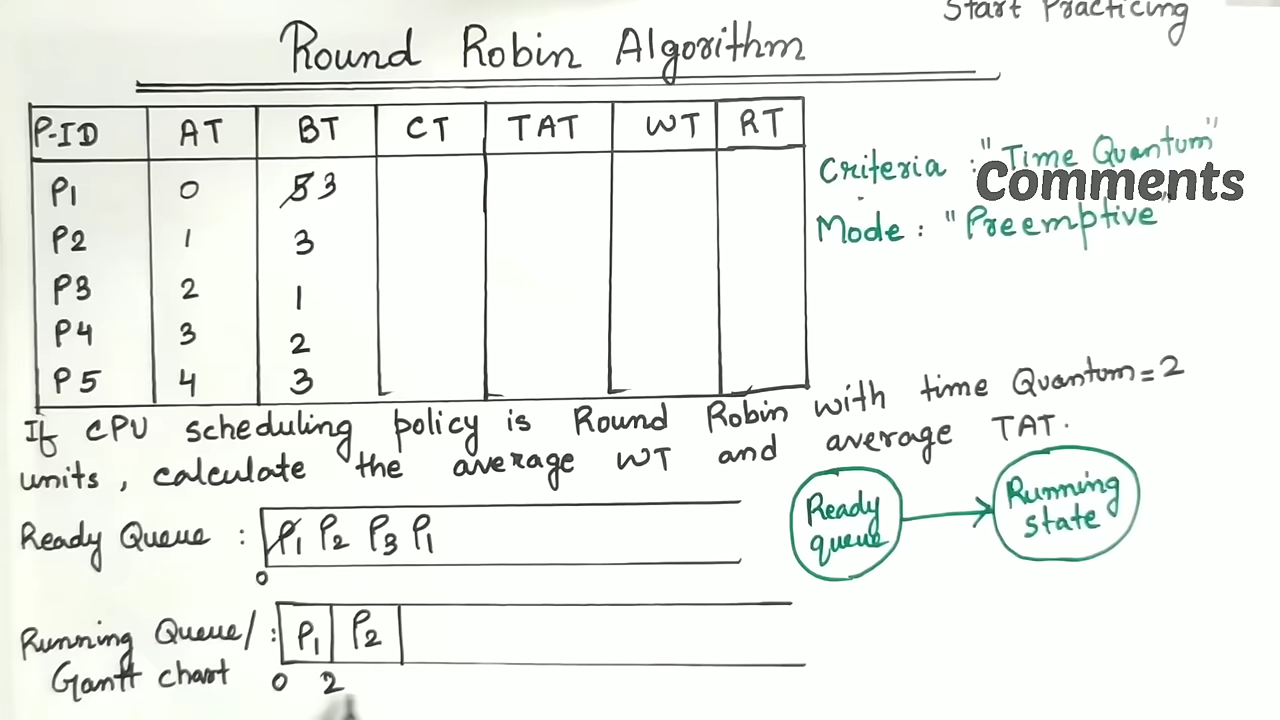 Start Practicing
Round Robin Algorithm
P-ID AT BT CT TAT WT RT
P1 0 5 3
P2 1 3
P3 2 1
P4 3 2
P5 4 3
Criteria : "Time Quantum"
Comments
Mode : "Preemptive"
If CPU scheduling policy is Round Robin with time Quantum = 2
units, calculate the average WT and average TAT.
Ready Queue : P1 P2 P3 P1
0
Ready queue
Running state
Running Queue/ : P1 P2
Gantt chart 0 2